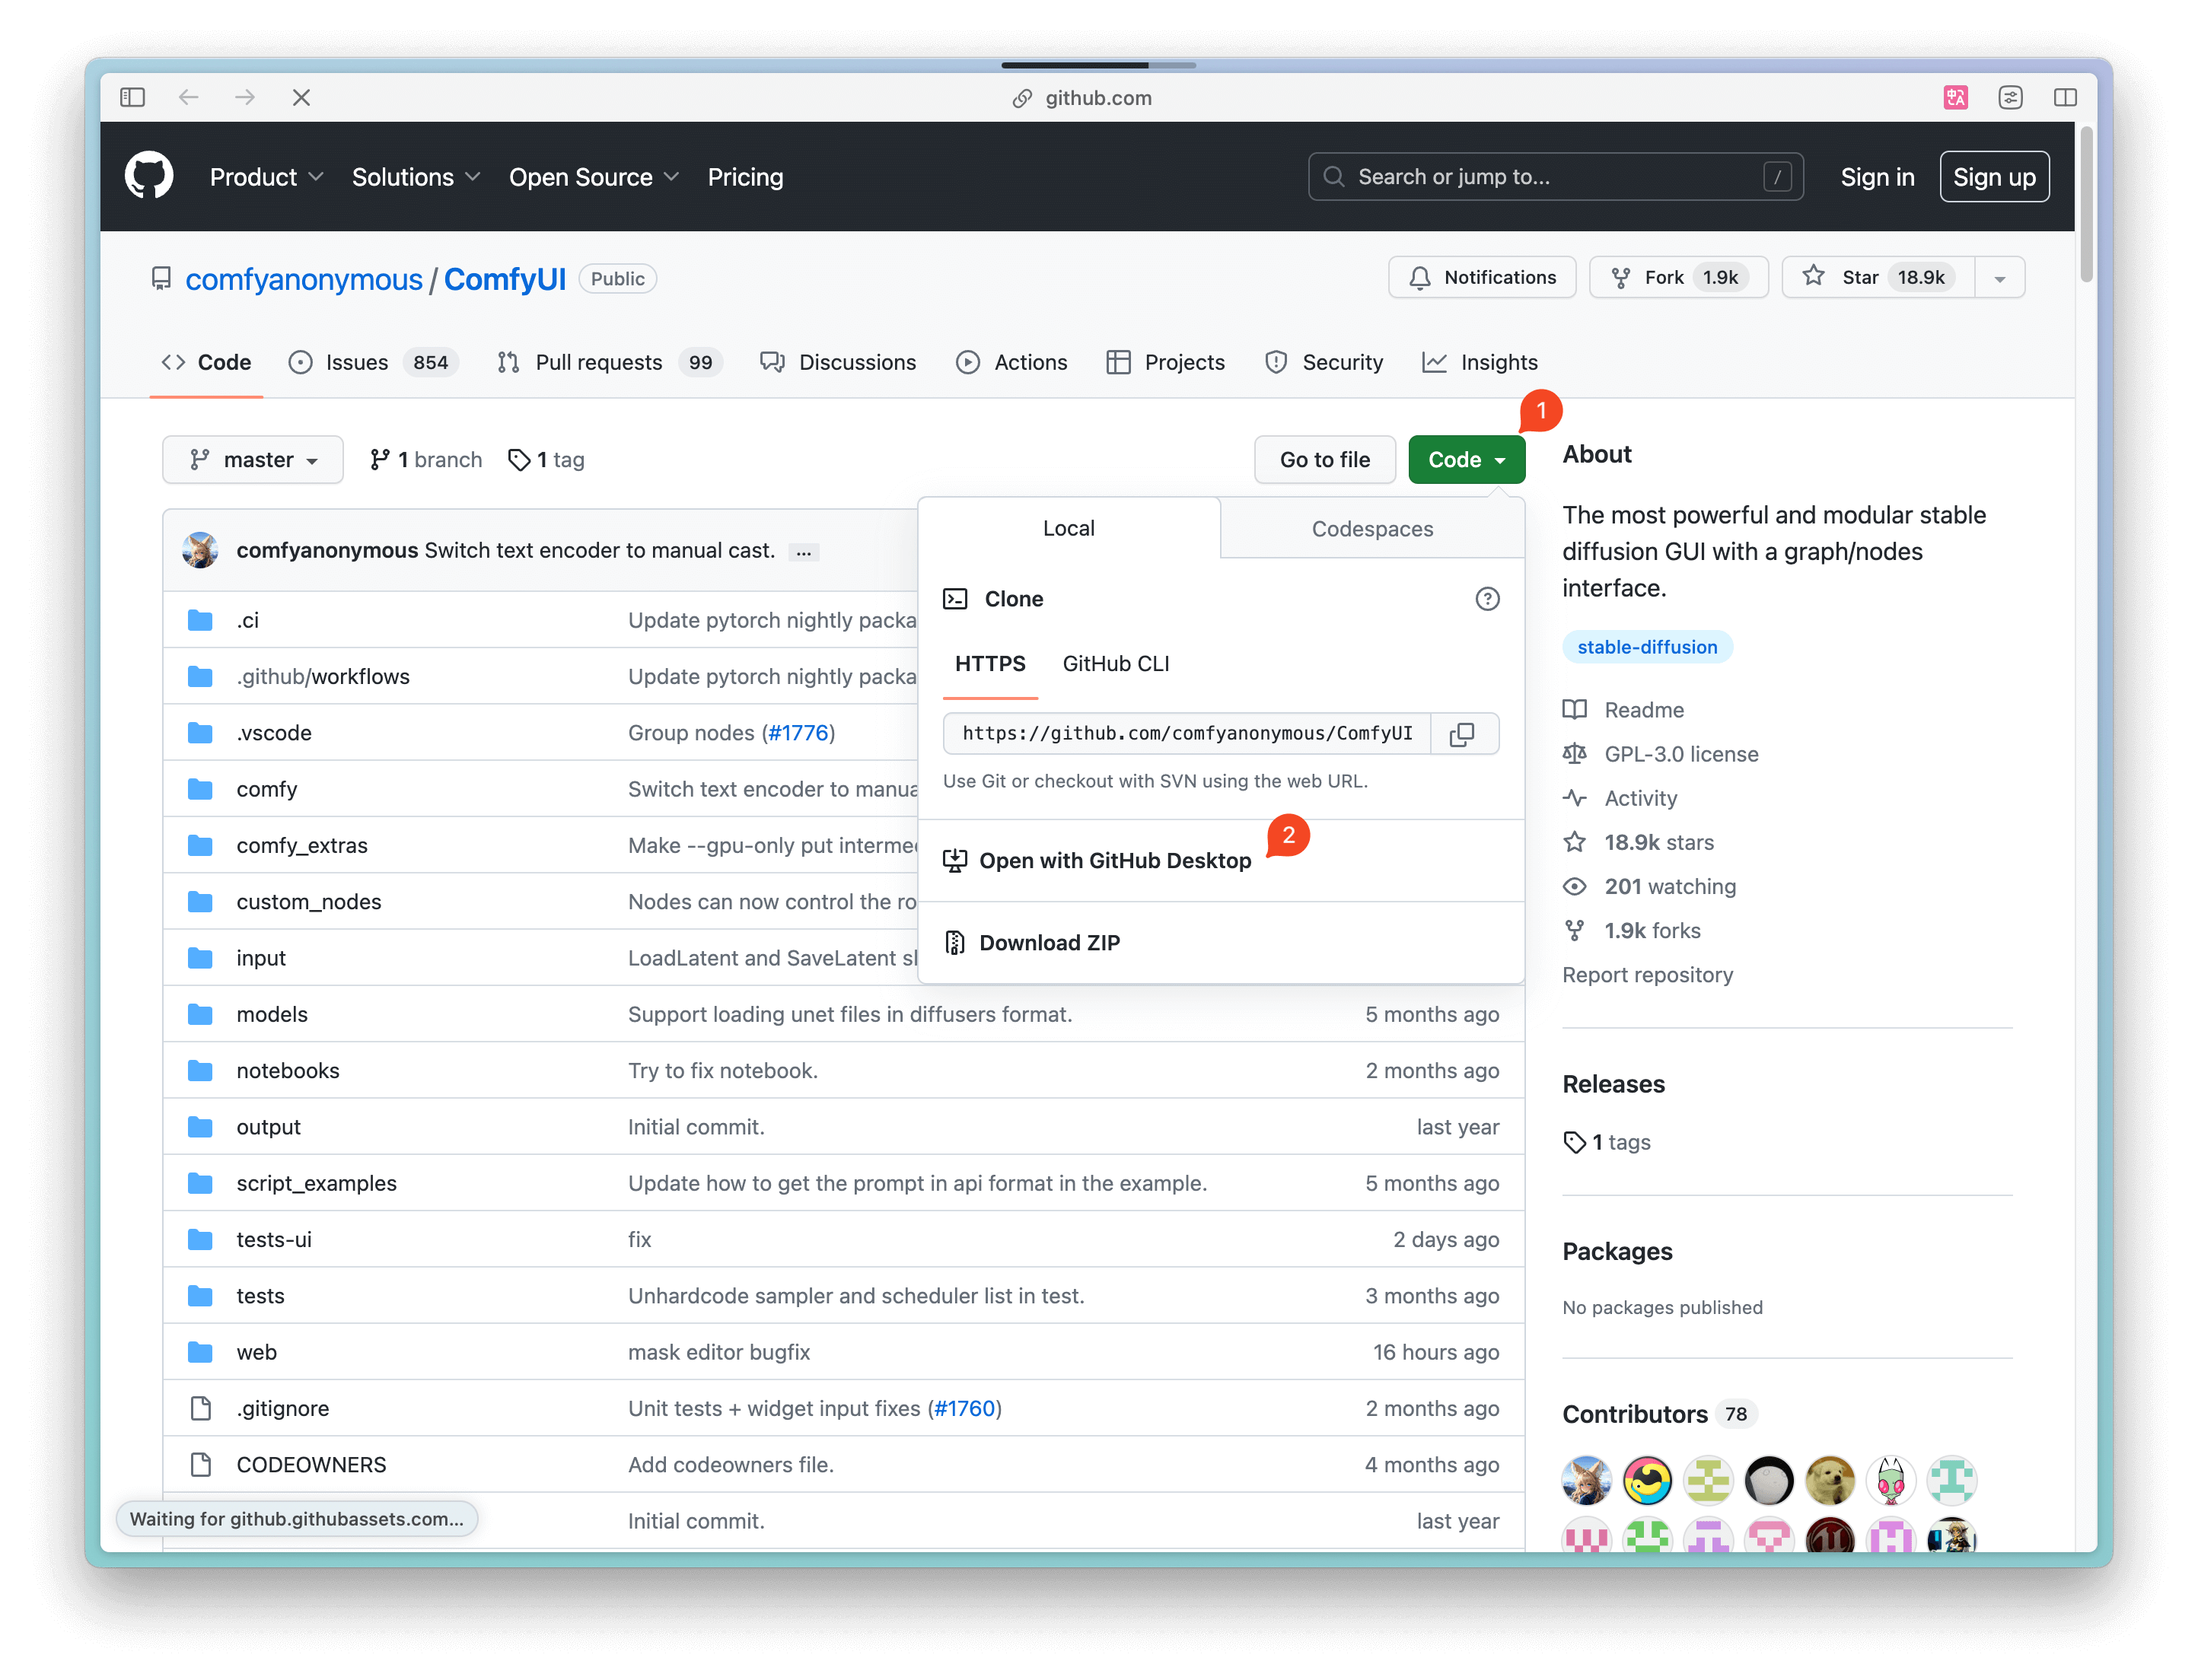 github.com
Product Solutions Open Source Pricing Search or jump to... / Sign in Sign up
comfyanonymous / ComfyUI Public Notifications Fork 1.9k Star 18.9k
Code Issues 854 Pull requests 99 Discussions Actions Projects Security Insights
1
master 1 branch 1 tag Go to file Code
Local Codespaces
comfyanonymous Switch text encoder to manual cast. ...
Clone
HTTPS GitHub CLI
https://github.com/comfyanonymous/ComfyUI
Use Git or checkout with SVN using the web URL.
2
Open with GitHub Desktop
Download ZIP
.ci Update pytorch nightly packa
.github/workflows Update pytorch nightly packa
.vscode Group nodes (#1776)
comfy Switch text encoder to manua
comfy_extras Make --gpu-only put interme
custom_nodes Nodes can now control the ro
input LoadLatent and SaveLatent s
models Support loading unet files in diffusers format. 5 months ago
notebooks Try to fix notebook. 2 months ago
output Initial commit. last year
script_examples Update how to get the prompt in api format in the example. 5 months ago
tests-ui fix 2 days ago
tests Unhardcode sampler and scheduler list in test. 3 months ago
web mask editor bugfix 16 hours ago
.gitignore Unit tests + widget input fixes (#1760) 2 months ago
CODEOWNERS Add codeowners file. 4 months ago
Initial commit. last year
Waiting for github.githubassets.com...
About
The most powerful and modular stable
diffusion GUI with a graph/nodes
interface.
stable-diffusion
Readme
GPL-3.0 license
Activity
18.9k stars
201 watching
1.9k forks
Report repository
Releases
1 tags
Packages
No packages published
Contributors 78